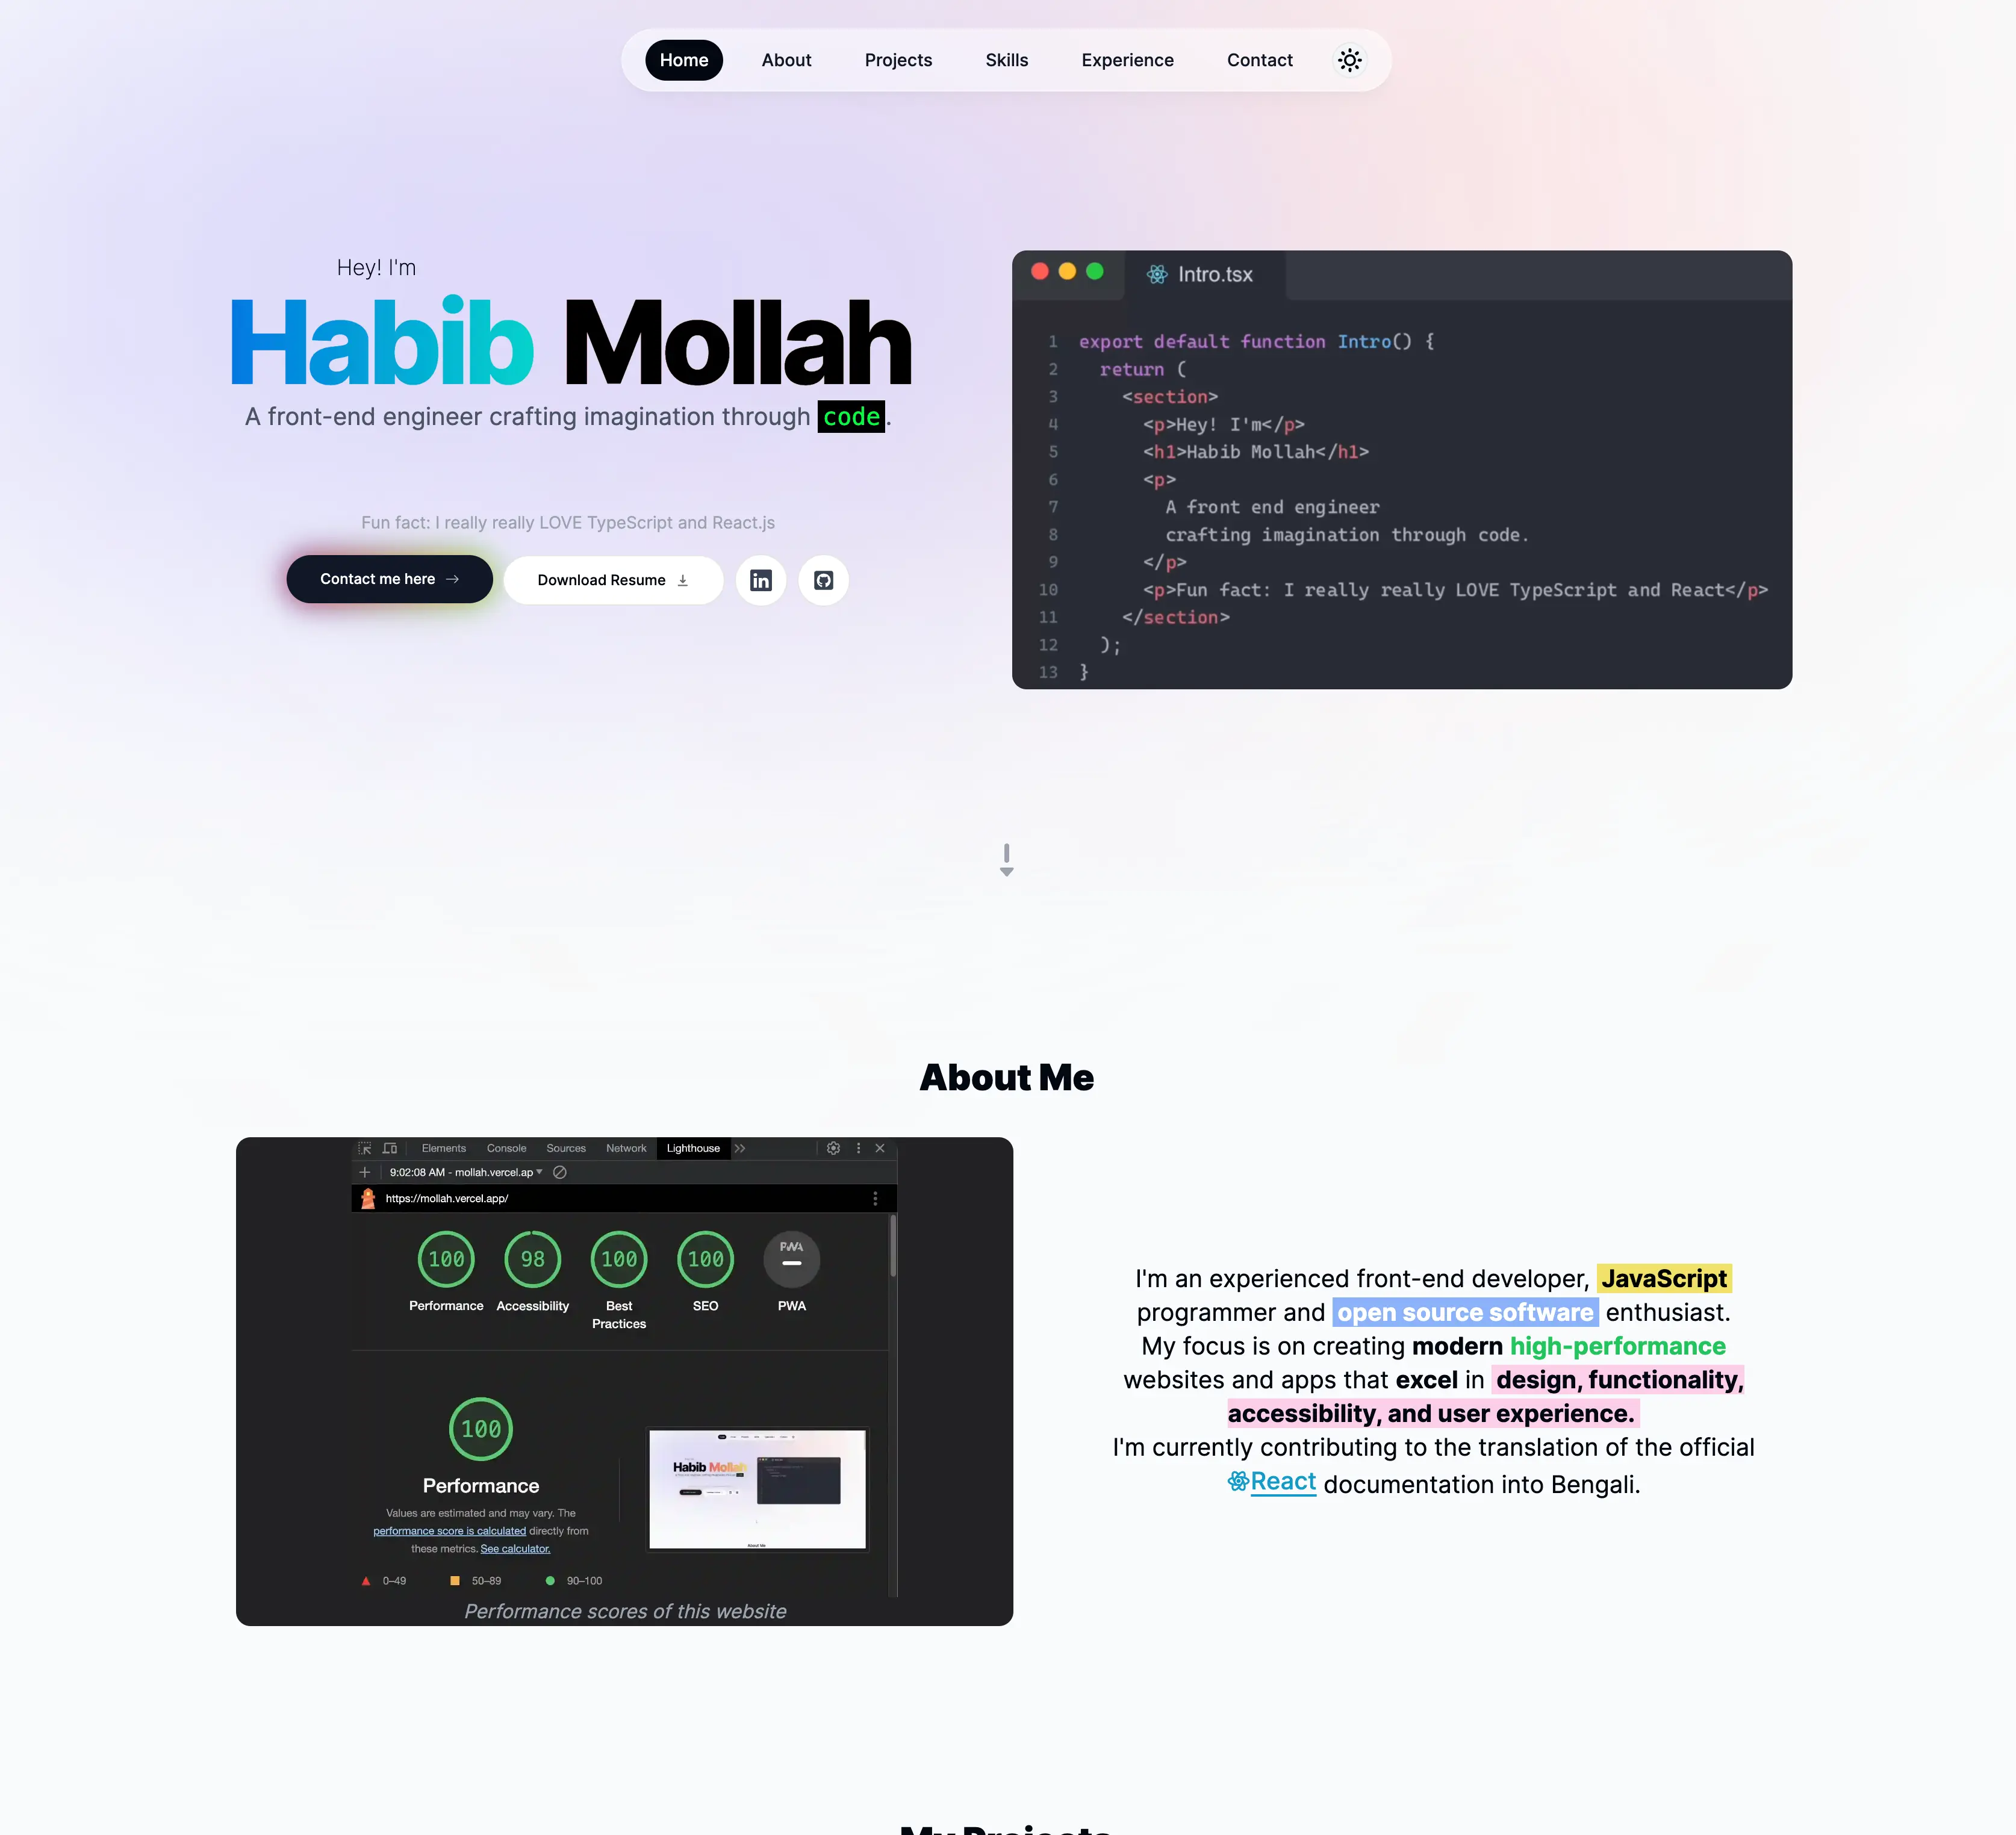 Home About Projects Skills Experience Contact
Hey! I'm
Habib Mollah
A front-end engineer crafting imagination through code.
Fun fact: I really really LOVE TypeScript and React.js
Contact me here
Download Resume
in
Intro.tsx
1 export default function Intro() {
2 return (
3 <section>
4 <p>Hey! I'm</p>
5 <h1>Habib Mollah</h1>
6 <p>
7 A front end engineer
8 crafting imagination through code.
9 </p>
10 <p>Fun fact: I really really LOVE TypeScript and React</p>
11 </section>
12 );
13 }
About Me
Elements Console Sources Network Lighthouse
9:02:08 AM - mollah.vercel.ap
https://mollah.vercel.app/
100 98 100 100 PWA
Performance Accessibility Best Practices SEO PWA
100
Performance
Values are estimated and may vary. The
performance score is calculated directly from
these metrics. See calculator.
0–49 50–89 90–100
Habib Mollah
About Me
Performance scores of this website
I'm an experienced front-end developer, JavaScript
programmer and open source software enthusiast.
My focus is on creating modern high-performance
websites and apps that excel in design, functionality,
accessibility, and user experience.
I'm currently contributing to the translation of the official
React documentation into Bengali.
My Projects